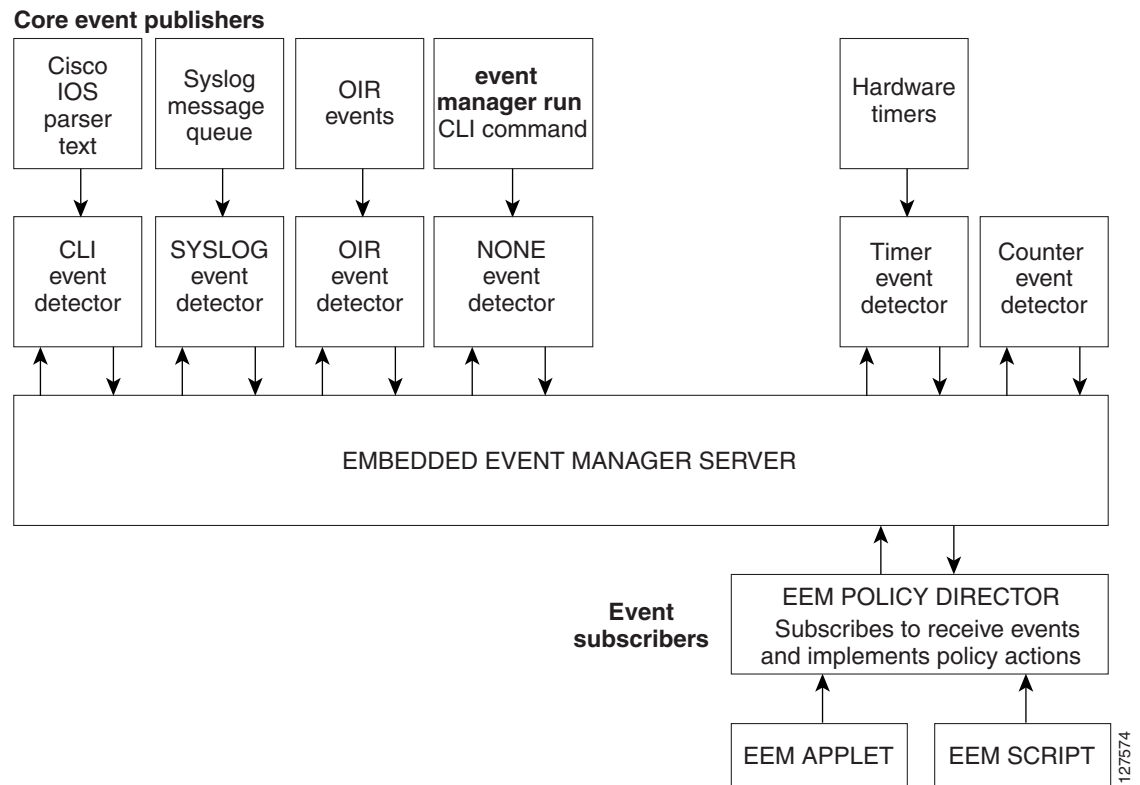 Core event publishers
Cisco
IOS
parser
text
Syslog
message
queue
OIR
events
event
manager run
CLI command
Hardware
timers
CLI
event
detector
SYSLOG
event
detector
OIR
event
detector
NONE
event
detector
Timer
event
detector
Counter
event
detector
EMBEDDED EVENT MANAGER SERVER
Event
subscribers
EEM POLICY DIRECTOR
Subscribes to receive events
and implements policy actions
EEM APPLET
EEM SCRIPT
127574